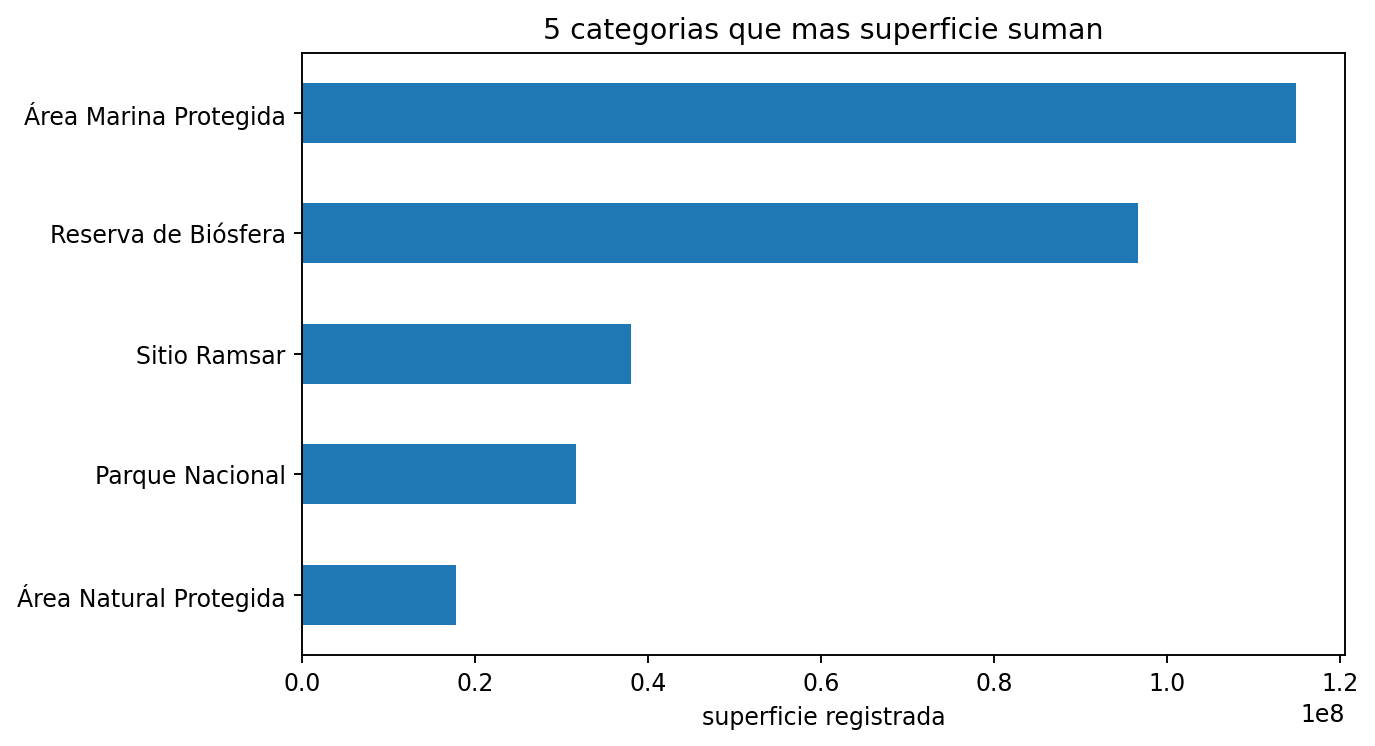 5 categorias que mas superficie suman
Área Marina Protegida
Reserva de Biósfera
Sitio Ramsar
Parque Nacional
Área Natural Protegida
0.0 0.2 0.4 0.6 0.8 1.0 1.2
1e8
superficie registrada